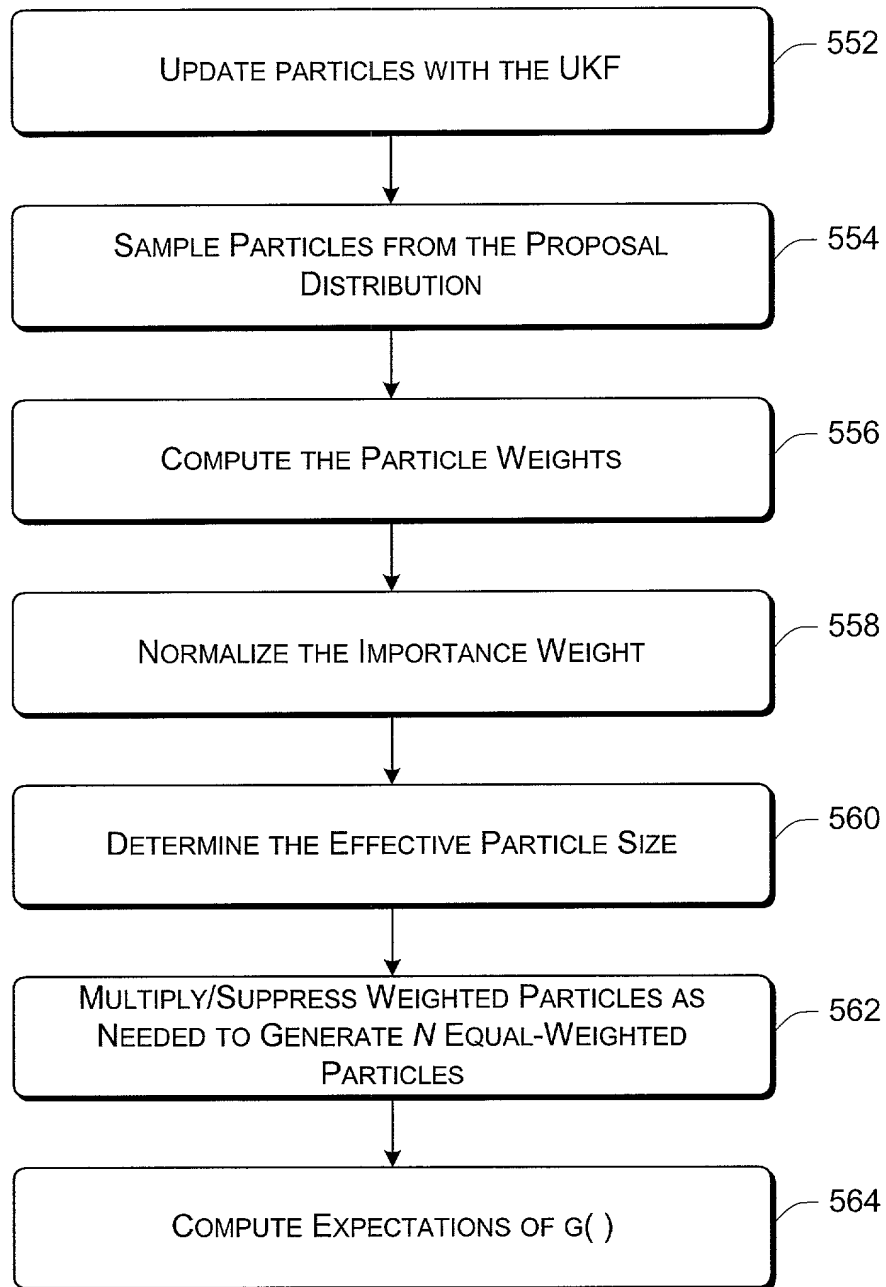 UPDATE PARTICLES WITH THE UKF
552
SAMPLE PARTICLES FROM THE PROPOSAL
DISTRIBUTION
554
COMPUTE THE PARTICLE WEIGHTS
556
NORMALIZE THE IMPORTANCE WEIGHT
558
DETERMINE THE EFFECTIVE PARTICLE SIZE
560
MULTIPLY/SUPPRESS WEIGHTED PARTICLES AS
NEEDED TO GENERATE N EQUAL-WEIGHTED
PARTICLES
562
COMPUTE EXPECTATIONS OF G( )
564